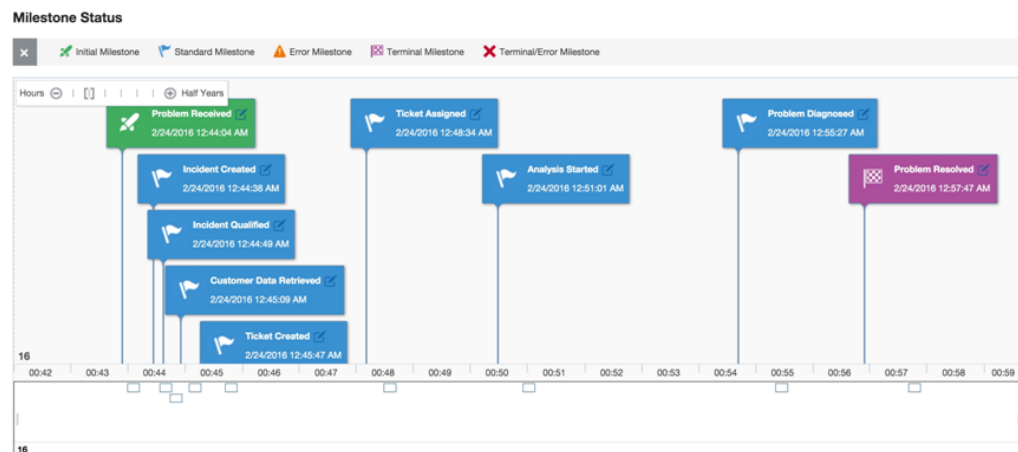 Milestone Status
Initial Milestone Standard Milestone Error Milestone Terminal Milestone Terminal/Error Milestone
Hours Half Years
Problem Received
2/24/2016 12:44:04 AM
Ticket Assigned
2/24/2016 12:48:34 AM
Problem Diagnosed
2/24/2016 12:55:27 AM
Incident Created
2/24/2016 12:44:38 AM
Analysis Started
2/24/2016 12:51:01 AM
Problem Resolved
2/24/2016 12:57:47 AM
Incident Qualified
2/24/2016 12:44:49 AM
Customer Data Retrieved
2/24/2016 12:45:09 AM
Ticket Created
2/24/2016 12:45:47 AM
16
00:42 00:43 00:44 00:45 00:46 00:47 00:48 00:49 00:50 00:51 00:52 00:53 00:54 00:55 00:56 00:57 00:58 00:59
16